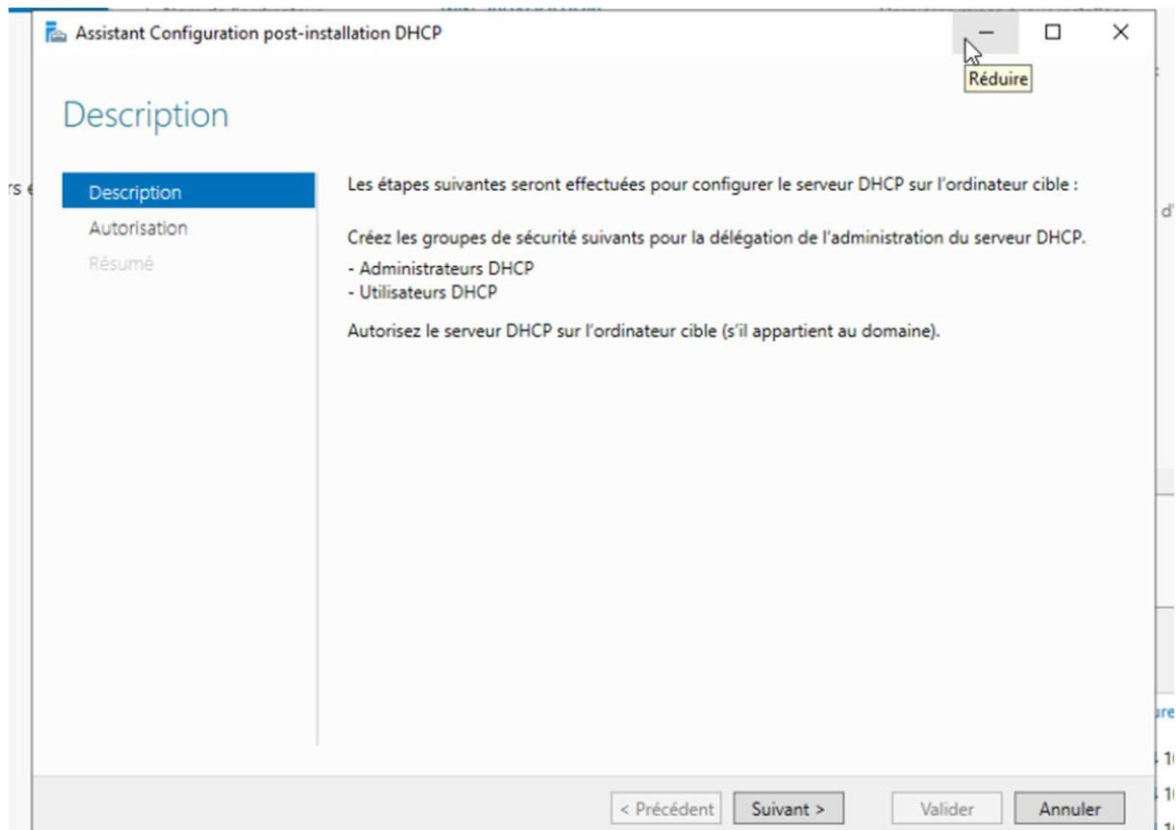 Assistant Configuration post-installation DHCP
Réduire
Description
Description
Autorisation
Résumé
Les étapes suivantes seront effectuées pour configurer le serveur DHCP sur l'ordinateur cible :
Créez les groupes de sécurité suivants pour la délégation de l'administration du serveur DHCP.
- Administrateurs DHCP
- Utilisateurs DHCP
Autorisez le serveur DHCP sur l'ordinateur cible (s'il appartient au domaine).
< Précédent
Suivant >
Valider
Annuler